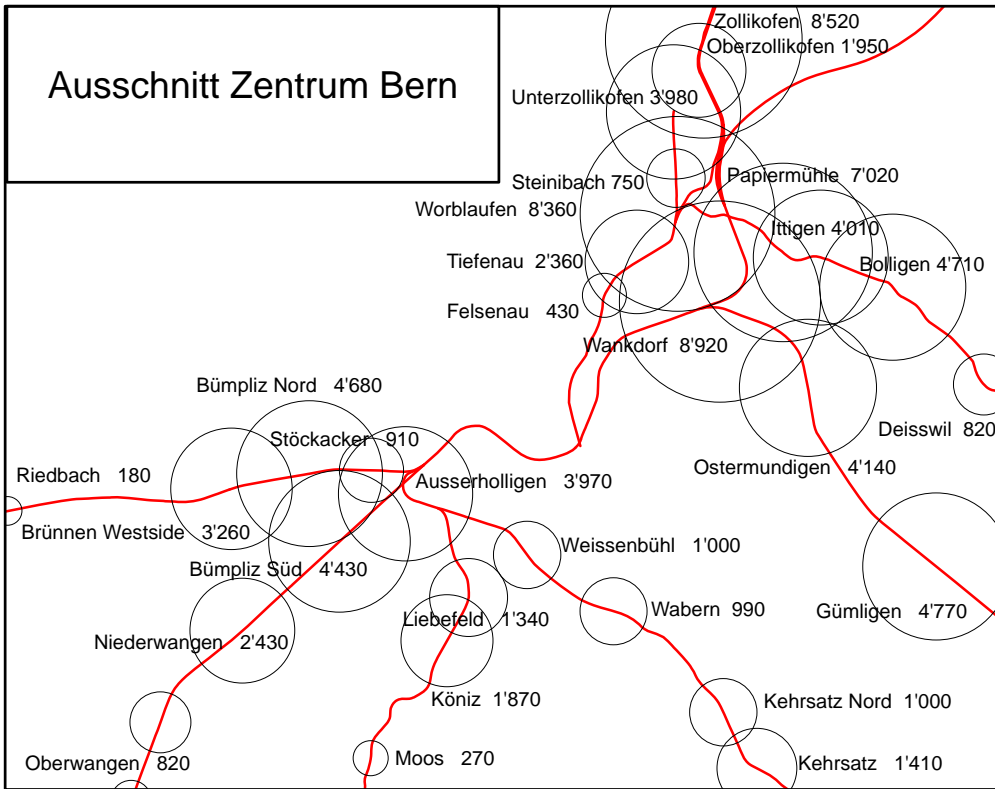 Zollikofen 8'520
Oberzollikofen 1'950
Ausschnitt Zentrum Bern
Unterzollikofen 3'980
Steinibach 750
Papiermühle 7'020
Worblaufen 8'360
Ittigen 4'010
Tiefenau 2'360
Bolligen 4'710
Felsenau 430
Wankdorf 8'920
Bümpliz Nord 4'680
Deisswil 820
Stöckacker 910
Ostermundigen 4'140
Riedbach 180
Ausserholligen 3'970
Brünnen Westside 3'260
Weissenbühl 1'000
Bümpliz Süd 4'430
Wabern 990
Gümligen 4'770
Liebefeld 1'340
Niederwangen 2'430
Köniz 1'870
Kehrsatz Nord 1'000
Oberwangen 820
Moos 270
Kehrsatz 1'410